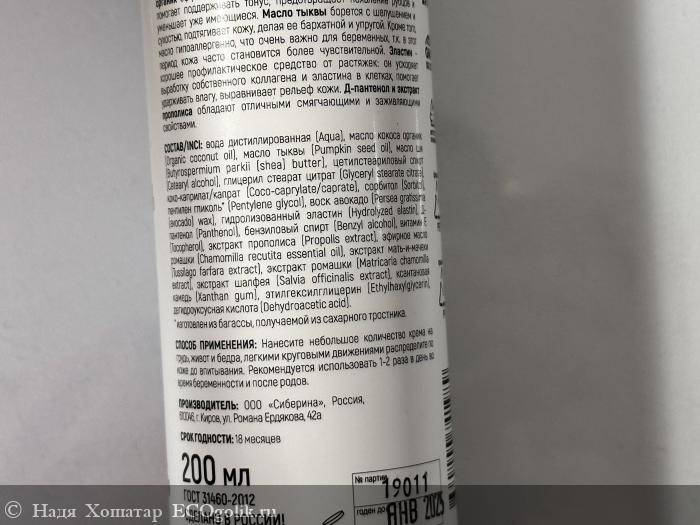 помогает поддерживать тонус, предотвращает появление рубцов и
уменьшает уже имеющиеся. Масло тыквы борется с шелушением и
сухостью, подтягивает кожу, делая ее бархатной и упругой. Кроме того,
масло гипоаллергенно, что очень важно для беременных, т.к. в этот
период кожа часто становится более чувствительной. Эластин -
хорошее профилактическое средство от растяжек: он ускоряет
выработку собственного коллагена и эластина в клетках, помогает
удерживать влагу, выравнивает рельеф кожи. Д-пантенол и экстракт
прополиса обладают отличными смягчающими и заживляющими
свойствами.
СОСТАВ/INCI: вода дистиллированная (Aqua), масло кокоса органик
(Organic coconut oil), масло тыквы (Pumpkin seed oil), масло ши
(Butyrospermum parkii (shea) butter), цетилстеариловый спирт
(Cetearyl alcohol), глицерил стеарат цитрат (Glyceryl stearate citrate),
коко-каприлат/капрат (Coco-caprylate/caprate), сорбитол (Sorbitol),
пентилен гликоль* (Pentylene glycol), воск авокадо (Persea gratissima
(avocado) wax), гидролизованный эластин (Hydrolyzed elastin), Д-
пантенол (Panthenol), бензиловый спирт (Benzyl alcohol), витамин Е
(Tocopherol), экстракт прополиса (Propolis extract), эфирное масло
ромашки (Chamomilla recutita essential oil), экстракт мать-и-мачехи
(Tussilago farfara extract), экстракт ромашки (Matricaria chamomilla
extract), экстракт шалфея (Salvia officinalis extract), ксантановая
камедь (Xanthan gum), этилгексилглицерин (Ethylhexylglycerin),
дегидроуксусная кислота (Dehydroacetic acid).
*изготовлен из багассы, получаемой из сахарного тростника.
СПОСОБ ПРИМЕНЕНИЯ: Нанесите небольшое количество крема на
грудь, живот и бедра, легкими круговыми движениями распределите по
коже до впитывания. Рекомендуется использовать 1-2 раза в день во
время беременности и после родов.
ПРОИЗВОДИТЕЛЬ: ООО «Сиберина», Россия,
610046, г. Киров, ул. Романа Ердякова, 42а
СРОК ГОДНОСТИ: 18 месяцев
200 МЛ
ГОСТ 31460-2012
СДЕЛАНО В РОССИИ!
№ партии
19011
годен до
ЯНВ 2025
© Надя Хошатар ECOgolik.ru